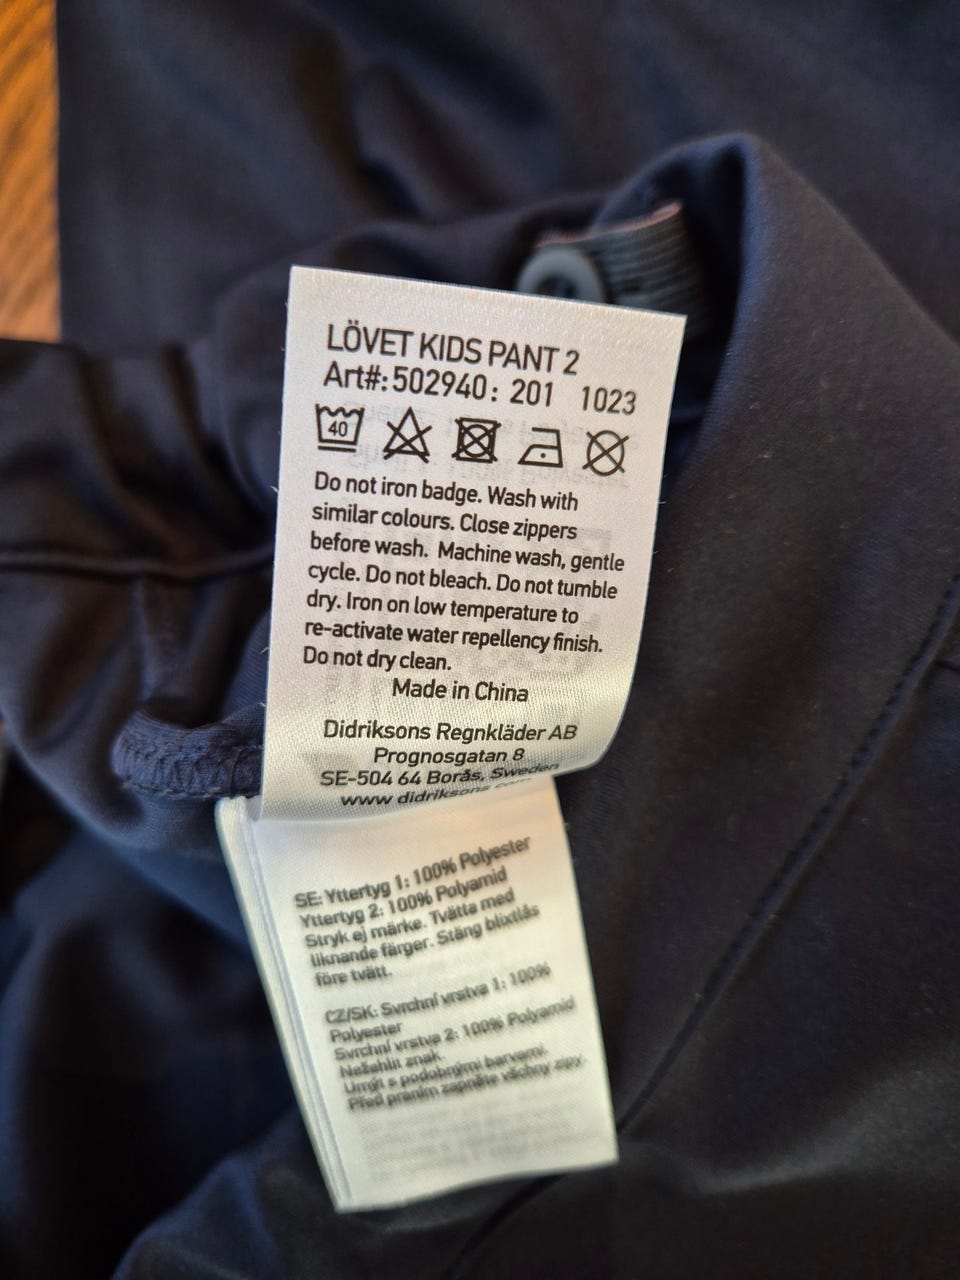 LÖVET KIDS PANT 2
Art#: 502940: 201 1023
40
Do not iron badge. Wash with
similar colours. Close zippers
before wash. Machine wash, gentle
cycle. Do not bleach. Do not tumble
dry. Iron on low temperature to
re-activate water repellency finish.
Do not dry clean.
Made in China
Didriksons Regnkläder AB
Prognosgatan 8
SE-504 64 Borås, Sweden
www didriksons com
SE: Yttertyg 1: 100% Polyester
Yttertyg 2: 100% Polyamid
Stryk ej märke. Tvätta med
liknande färger. Stäng blixtlås
före tvätt.
CZ/SK: Svrchní vrstva 1: 100%
Polyester
Svrchní vrstva 2: 100% Polyamid
Nežehlit znak.
Umýt s podobnými barvami.
Před praním zapněte všechny zipy.